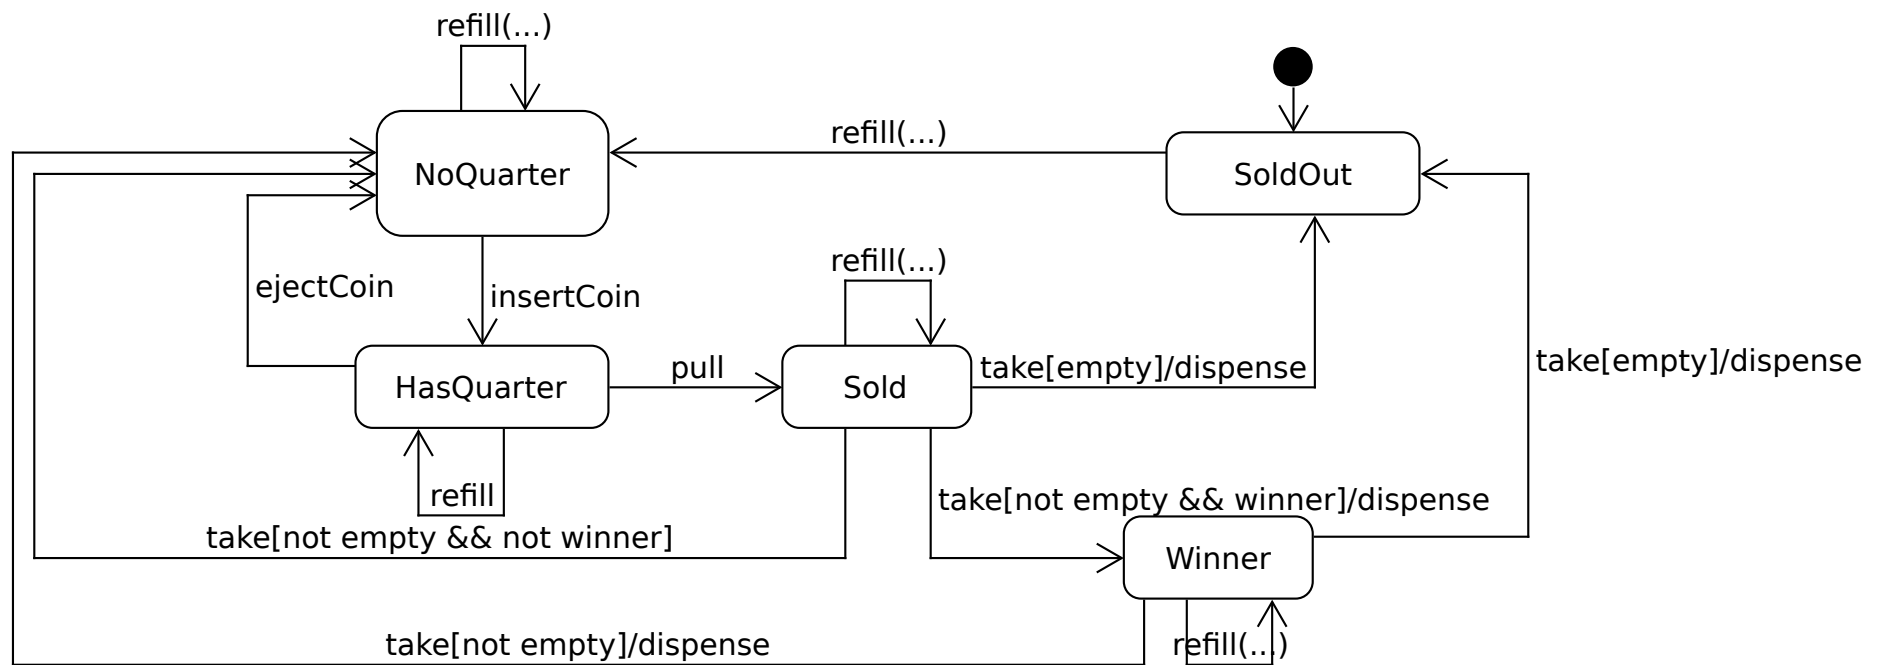 refill(...)
refill(...)
NoQuarter
SoldOut
refill(...)
ejectCoin
insertCoin
pull
take[empty]/dispense
take[empty]/dispense
HasQuarter
Sold
refill
take[not empty && winner]/dispense
take[not empty && not winner]
Winner
take[not empty]/dispense
refill(...)